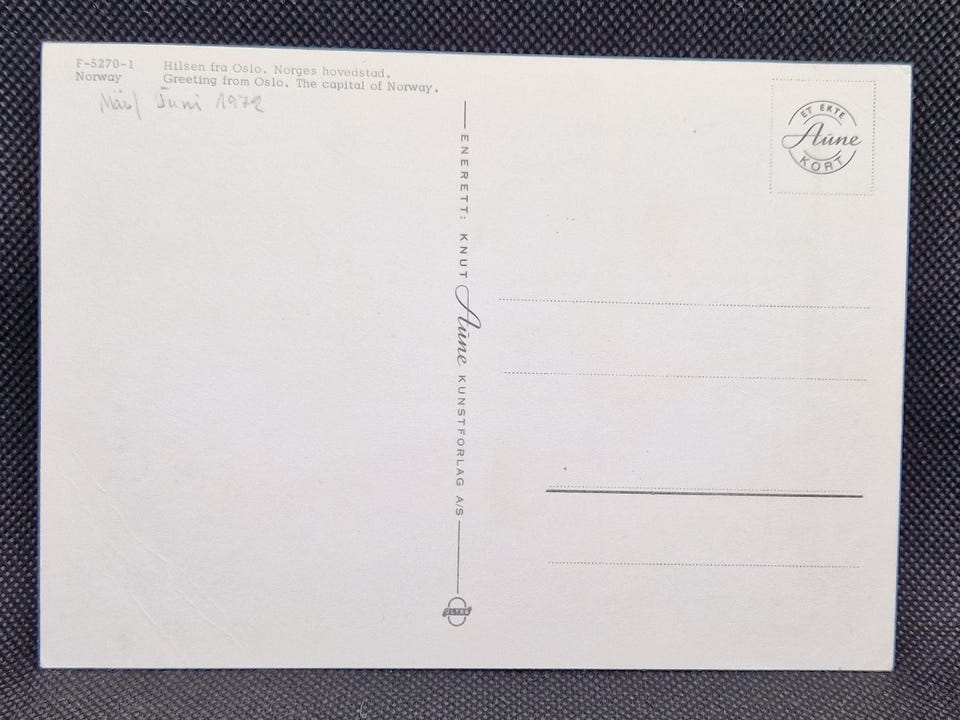 F-5270-1 Hilsen fra Oslo, Norges hovedstad.
Norway Greeting from Oslo. The capital of Norway.
Mai/ Juni 1972
ET EKTE
Aune
KORT
ENERETT: KNUT Aune KUNSTFORLAG A/S
ULTRA